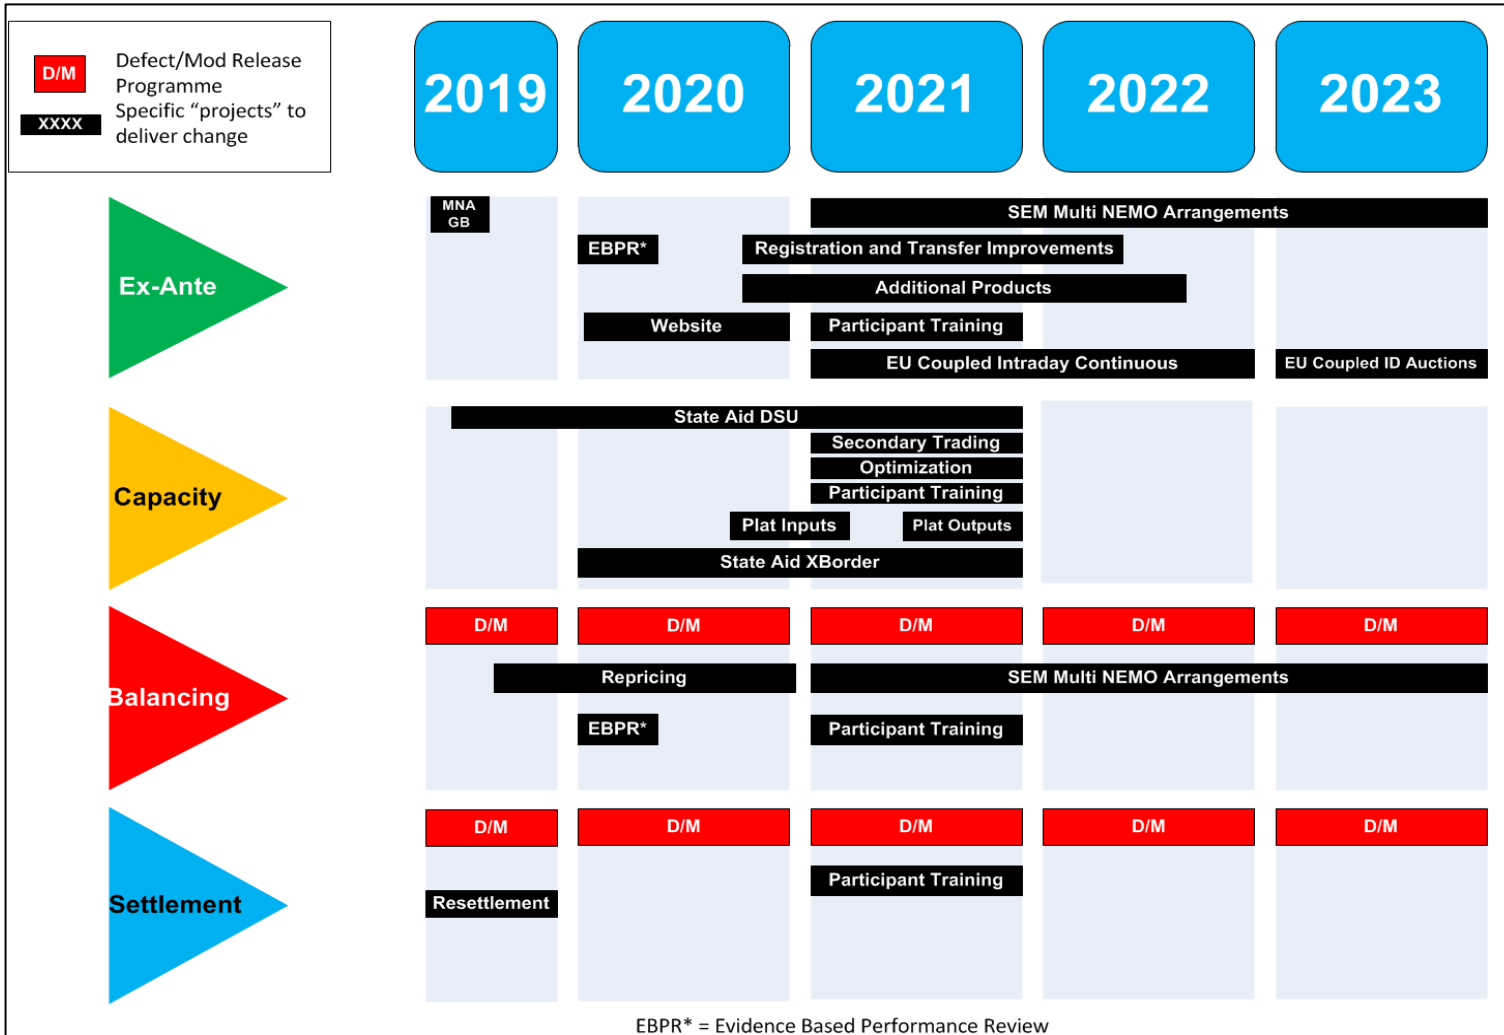 D/M
Defect/Mod Release
Programme
XXXX
Specific “projects” to
deliver change
2019
2020
2021
2022
2023
Ex-Ante
MNA
GB
SEM Multi NEMO Arrangements
EBPR*
Registration and Transfer Improvements
Additional Products
Website
Participant Training
EU Coupled Intraday Continuous
EU Coupled ID Auctions
Capacity
State Aid DSU
Secondary Trading
Optimization
Participant Training
Plat Inputs
Plat Outputs
State Aid XBorder
Balancing
D/M
D/M
D/M
D/M
D/M
Repricing
SEM Multi NEMO Arrangements
EBPR*
Participant Training
Settlement
D/M
D/M
D/M
D/M
D/M
Participant Training
Resettlement
EBPR* = Evidence Based Performance Review